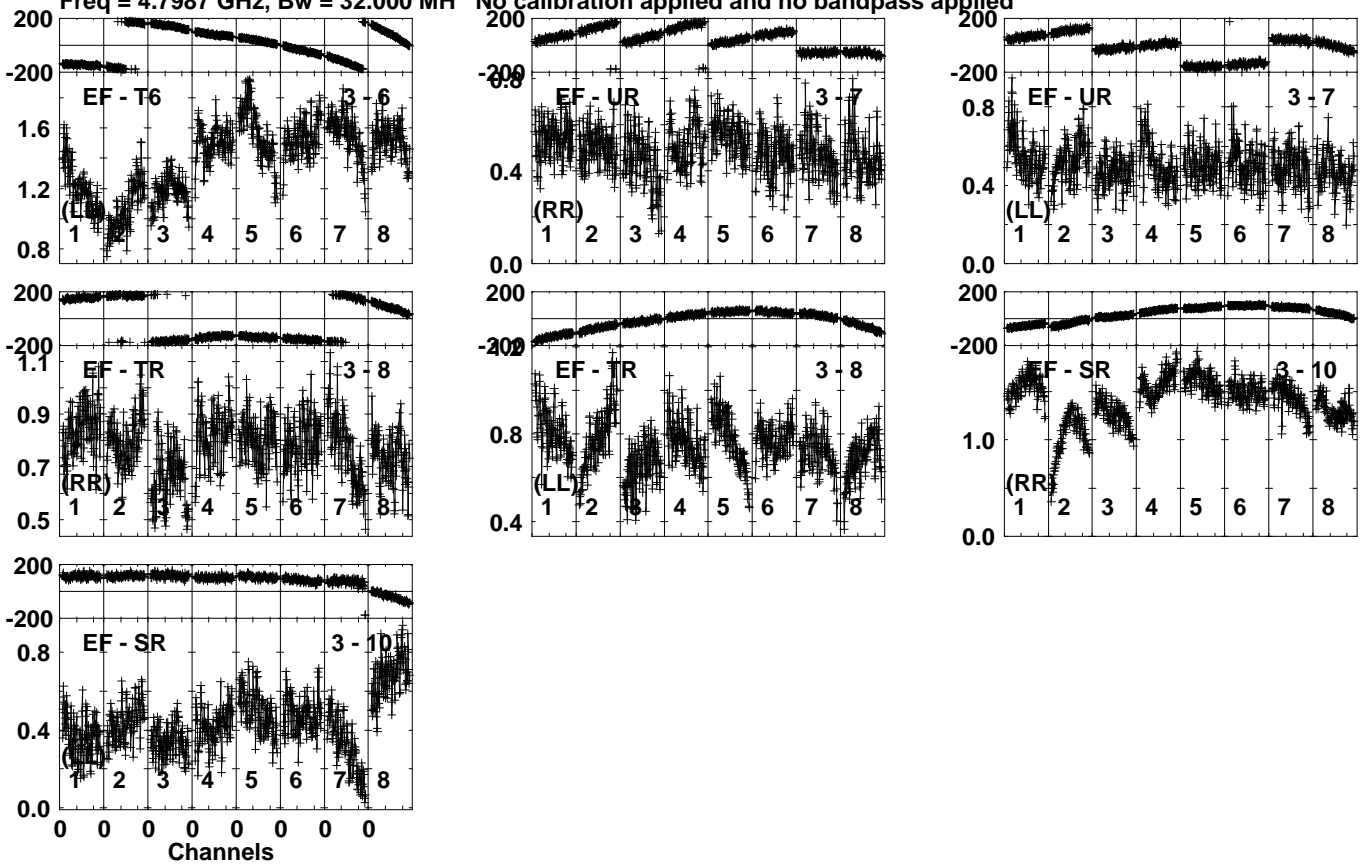 Freq = 4.7987 GHz, Bw = 32.000 MH No calibration applied and no bandpass applied
200
-200
EF - T6 3 - 6
1.6
1.2
0.8
(LL)
1 2 3 4 5 6 7 8
200
-200
0.8
EF - UR 3 - 7
0.4
0.0
(RR)
1 2 3 4 5 6 7 8
200
-200
EF - UR 3 - 7
0.8
0.4
0.0
(LL)
1 2 3 4 5 6 7 8
200
-200
1.1
EF - TR 3 - 8
0.9
0.7
0.5
(RR)
1 2 3 4 5 6 7 8
200
-200
1.2
EF - TR 3 - 8
0.8
0.4
(LL)
1 2 3 4 5 6 7 8
200
-200
EF - SR 3 - 10
1.0
0.0
(RR)
1 2 3 4 5 6 7 8
200
-200
EF - SR 3 - 10
0.8
0.4
0.0
(LL)
1 2 3 4 5 6 7 8
0 0 0 0 0 0 0 0
Channels